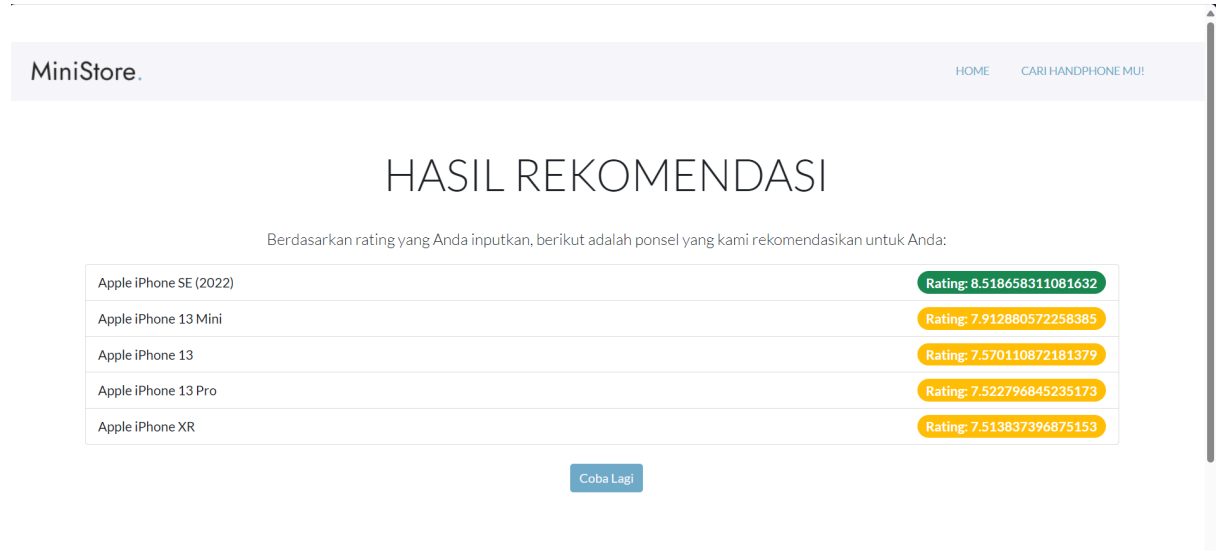 MiniStore.
HOME CARI HANDPHONE MU!
HASIL REKOMENDASI
Berdasarkan rating yang Anda inputkan, berikut adalah ponsel yang kami rekomendasikan untuk Anda:
Apple iPhone SE (2022) Rating: 8.518658311081632
Apple iPhone 13 Mini Rating: 7.912880572258385
Apple iPhone 13 Rating: 7.570110872181379
Apple iPhone 13 Pro Rating: 7.522796845235173
Apple iPhone XR Rating: 7.513837396875153
Coba Lagi